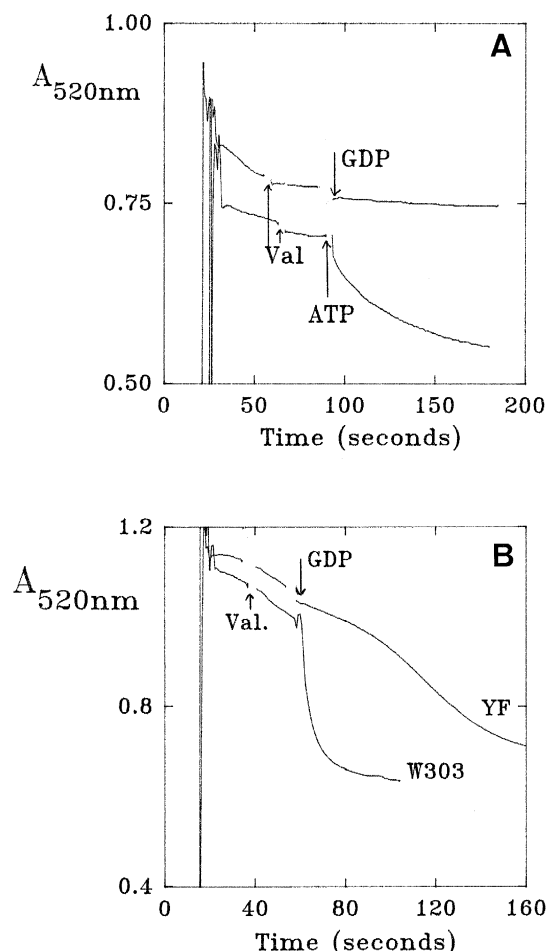 1.00
A
A520nm
GDP
0.75
Val
ATP
0.50
0 50 100 150 200
Time (seconds)
1.2
B
GDP
A520nm
Val.
0.8
YF
W303
0.4
0 40 80 120 160
Time (seconds)